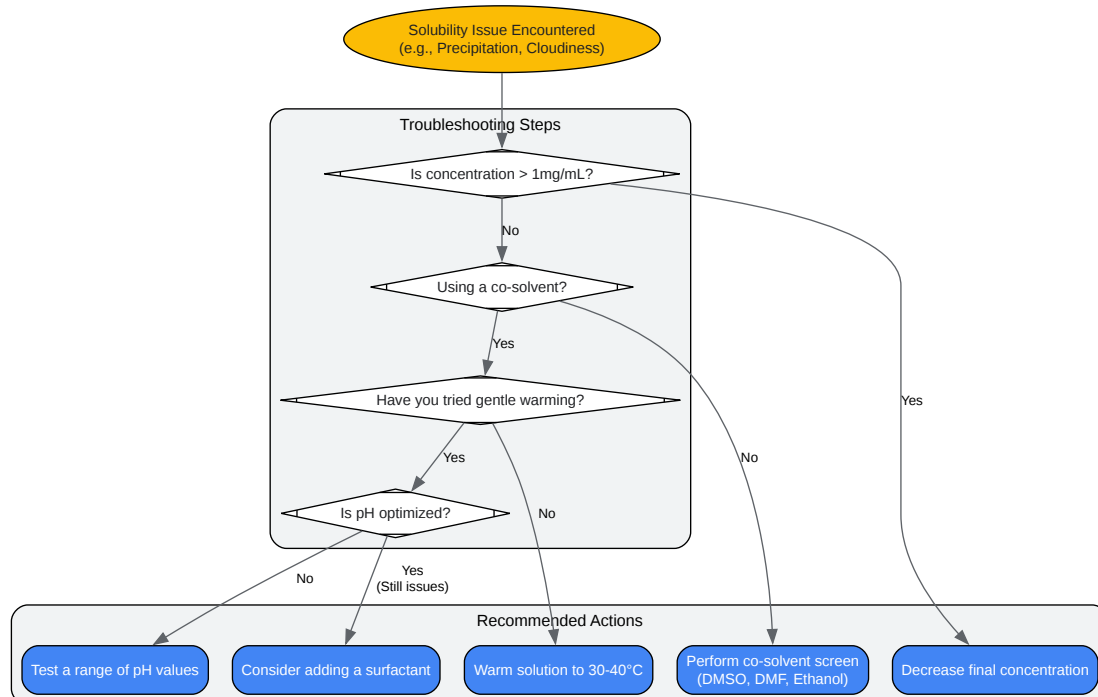 Solubility Issue Encountered
(e.g., Precipitation, Cloudiness)
Troubleshooting Steps
Is concentration > 1mg/mL?
No
Using a co-solvent?
Yes
Yes
Have you tried gentle warming?
Yes
No
Is pH optimized?
No
No
Yes
(Still issues)
Recommended Actions
Test a range of pH values
Consider adding a surfactant
Warm solution to 30-40°C
Perform co-solvent screen
(DMSO, DMF, Ethanol)
Decrease final concentration